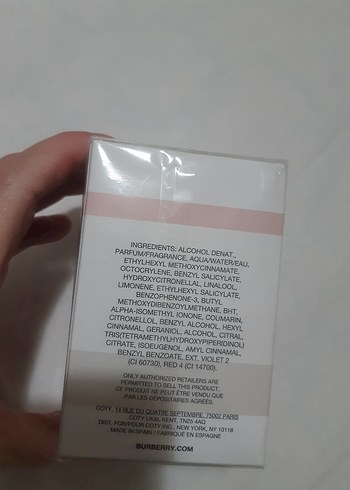 INGREDIENTS: ALCOHOL DENAT.,
PARFUM/FRAGRANCE, AQUA/WATER/EAU,
ETHYLHEXYL METHOXYCINNAMATE,
OCTOCRYLENE, BENZYL SALICYLATE
HYDROXYCITRONELLAL, LINALOOL,
LIMONENE, ETHYLHEXYL SALICYLATE,
BENZOPHENONE-3, BUTYL
METHOXYDIBENZOYLMETHANE, BHT,
ALPHA-ISOMETHYL IONONE, COUMARIN,
CITRONELLOL, BENZYL ALCOHOL, HEXYL
CINNAMAL, GERANIOL, ALCOHOL, CITRAL,
TRIS(TETRAMETHYLHYDROXYPIPERIDINOL)
CITRATE, ISOEUGENOL, AMYL CINNAMAL,
BENZYL BENZOATE, EXT. VIOLET 2
(CI 60730), RED 4 (CI 14700).
ONLY AUTHORIZED RETAILERS ARE
PERMITTED TO SELL THIS PRODUCT
CE PRODUIT NE PEUT ÊTRE VENDU QUE
PAR LES DÉPOSITAIRES AGRÉÉS.
COTY, 14 RUE DU QUATRE SEPTEMBRE, 75002 PARIS
COTY UK, KENT, TN25 4AQ
DIST. FOR/POUR COTY INC., NEW YORK, NY 10118
MADE IN SPAIN / FABRIQUÉ EN ESPAGNE
BURBERRY.COM